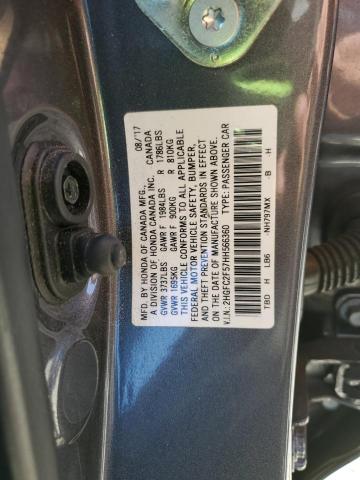 MFD. BY HONDA OF CANADA MFG., 08/17
A DIVISION OF HONDA CANADA INC. CANADA
GVWR 3737LBS GAWR F 1984LBS R 1786LBS
GVWR 1695KG GAWR F 900KG R 810KG
THIS VEHICLE CONFORMS TO ALL APPLICABLE
FEDERAL MOTOR VEHICLE SAFETY, BUMPER,
AND THEFT PREVENTION STANDARDS IN EFFECT
ON THE DATE OF MANUFACTURE SHOWN ABOVE.
V.I.N.: 2HGFC2F57HH566360 TYPE: PASSENGER CAR
TBD H LB6 NH797MX B H